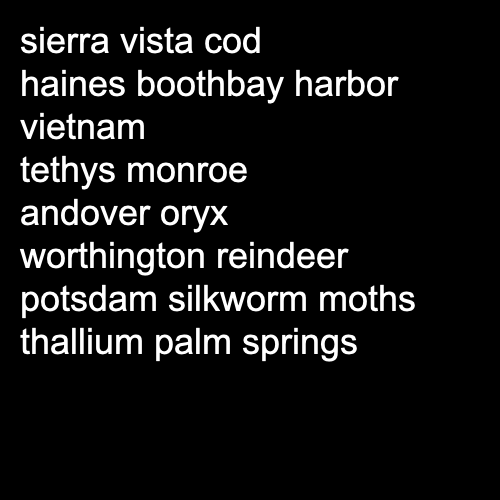 sierra vista cod
haines boothbay harbor
vietnam
tethys monroe
andover oryx
worthington reindeer
potsdam silkworm moths
thallium palm springs